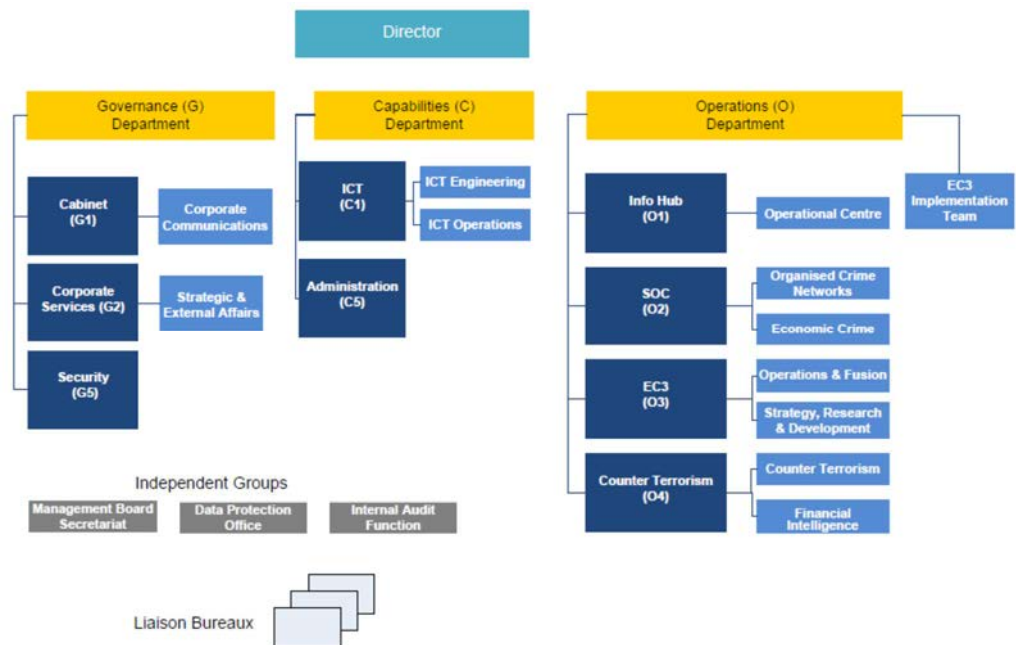 Director
Governance (G)
Department
Cabinet
(G1)
Corporate
Communications
Corporate
Services (G2)
Strategic &
External Affairs
Security
(G5)
Capabilities (C)
Department
ICT
(C1)
ICT Engineering
ICT Operations
Administration
(C5)
Operations (O)
Department
Info Hub
(O1)
Operational Centre
EC3
Implementation
Team
SOC
(O2)
Organised Crime
Networks
Economic Crime
EC3
(O3)
Operations & Fusion
Strategy, Research
& Development
Counter Terrorism
(O4)
Counter Terrorism
Financial
Intelligence
Independent Groups
Management Board
Secretariat
Data Protection
Office
Internal Audit
Function
Liaison Bureaux